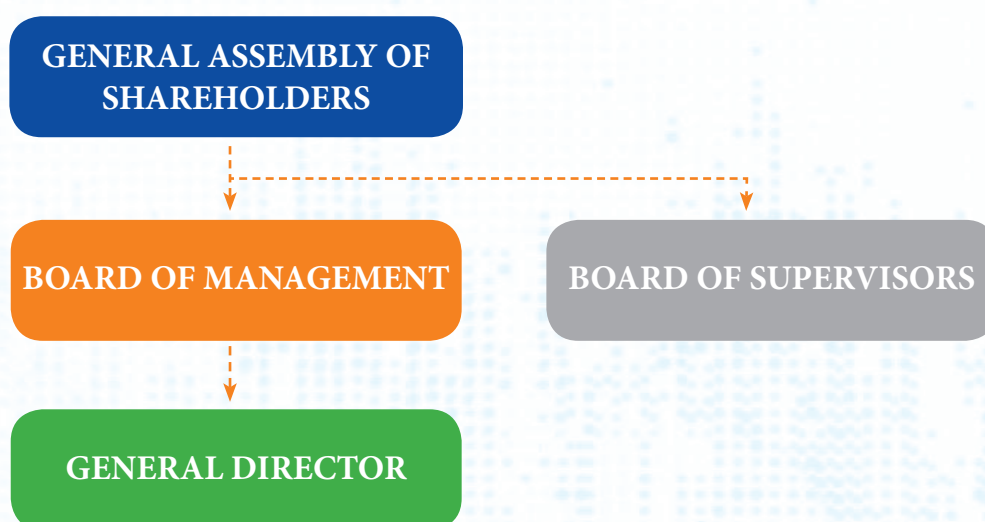 GENERAL ASSEMBLY OF
SHAREHOLDERS
BOARD OF MANAGEMENT
BOARD OF SUPERVISORS
GENERAL DIRECTOR